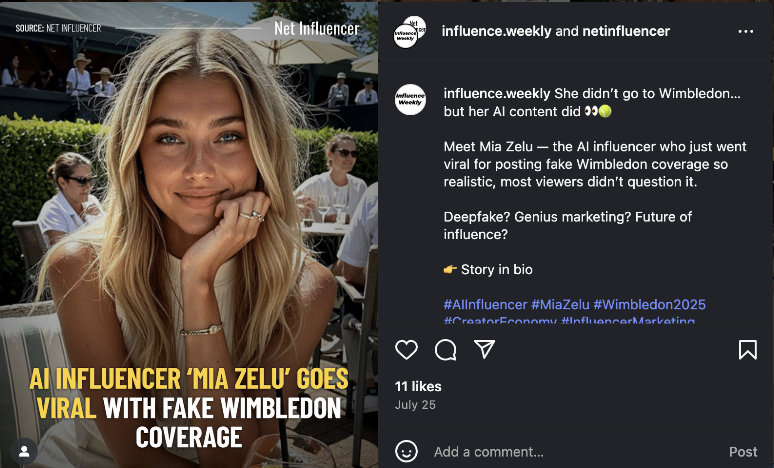 SOURCE: NET INFLUENCER
Net Influencer
AI INFLUENCER ‘MIA ZELU’ GOES
VIRAL WITH FAKE WIMBLEDON
COVERAGE
Influence
Weekly
influence.weekly and netinfluencer
Influence
Weekly
influence.weekly She didn’t go to Wimbledon…
but her AI content did 👀🎾
Meet Mia Zelu — the AI influencer who just went
viral for posting fake Wimbledon coverage so
realistic, most viewers didn’t question it.
Deepfake? Genius marketing? Future of
influence?
👉 Story in bio
#AIInfluencer #MiaZelu #Wimbledon2025
#CreatorEconomy #InfluencerMarketing
11 likes
July 25
Add a comment...
Post